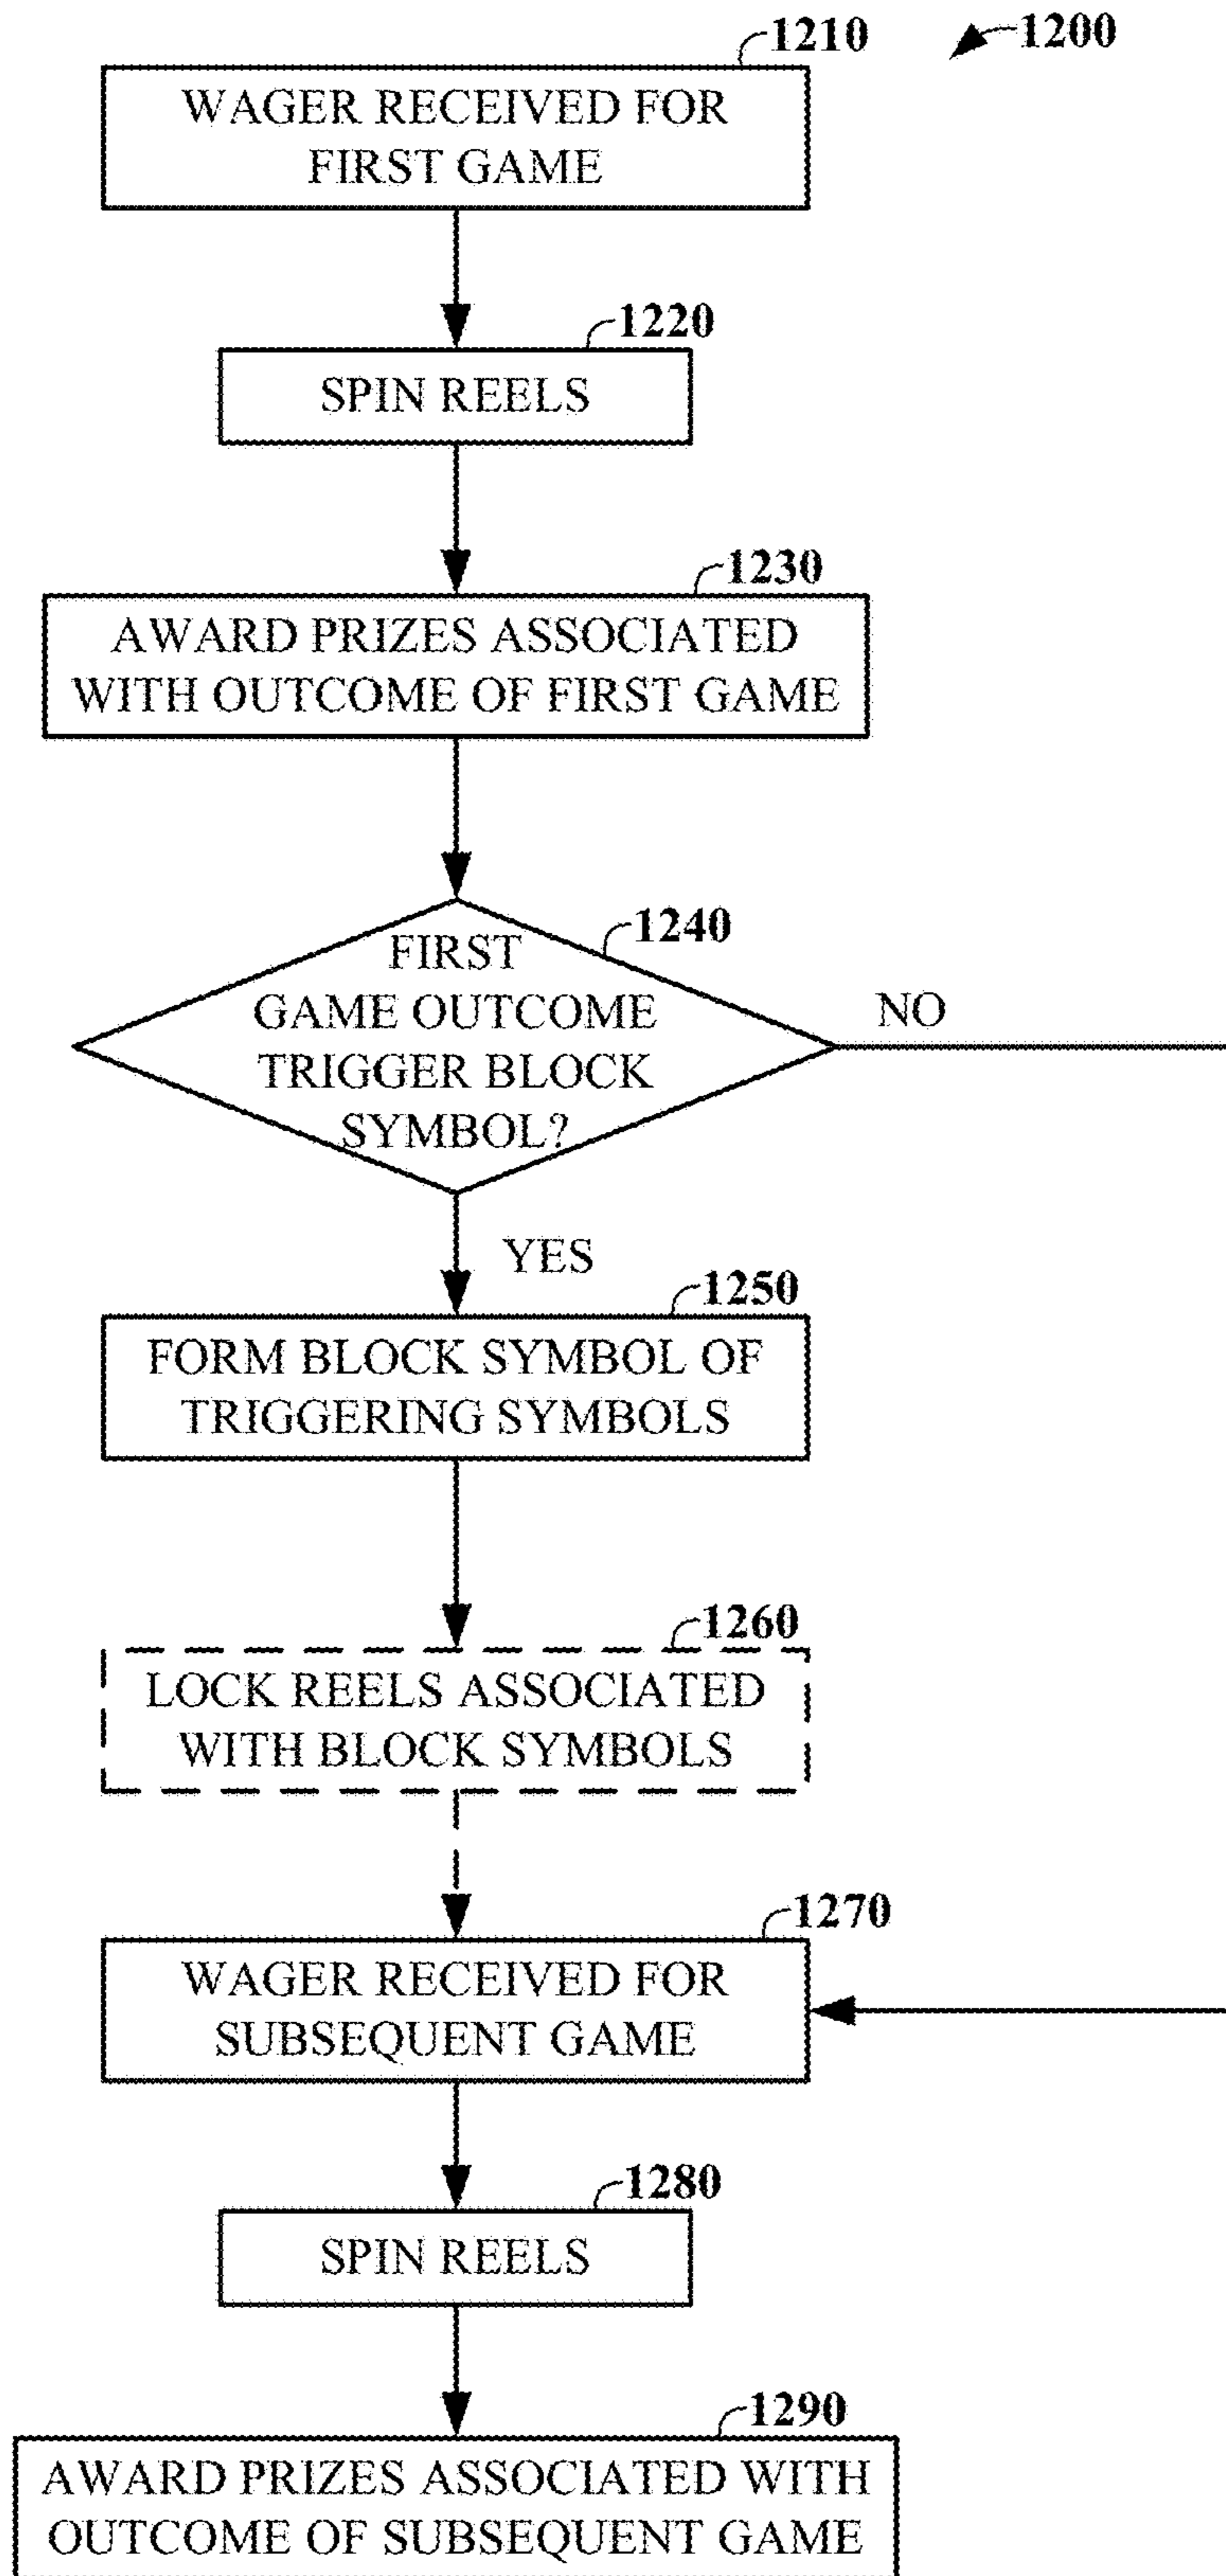 1200
1210
WAGER RECEIVED FOR
FIRST GAME
1220
SPIN REELS
1230
AWARD PRIZES ASSOCIATED
WITH OUTCOME OF FIRST GAME
1240
FIRST
GAME OUTCOME
TRIGGER BLOCK
SYMBOL?
NO
YES
1250
FORM BLOCK SYMBOL OF
TRIGGERING SYMBOLS
1260
LOCK REELS ASSOCIATED
WITH BLOCK SYMBOLS
1270
WAGER RECEIVED FOR
SUBSEQUENT GAME
1280
SPIN REELS
1290
AWARD PRIZES ASSOCIATED WITH
OUTCOME OF SUBSEQUENT GAME